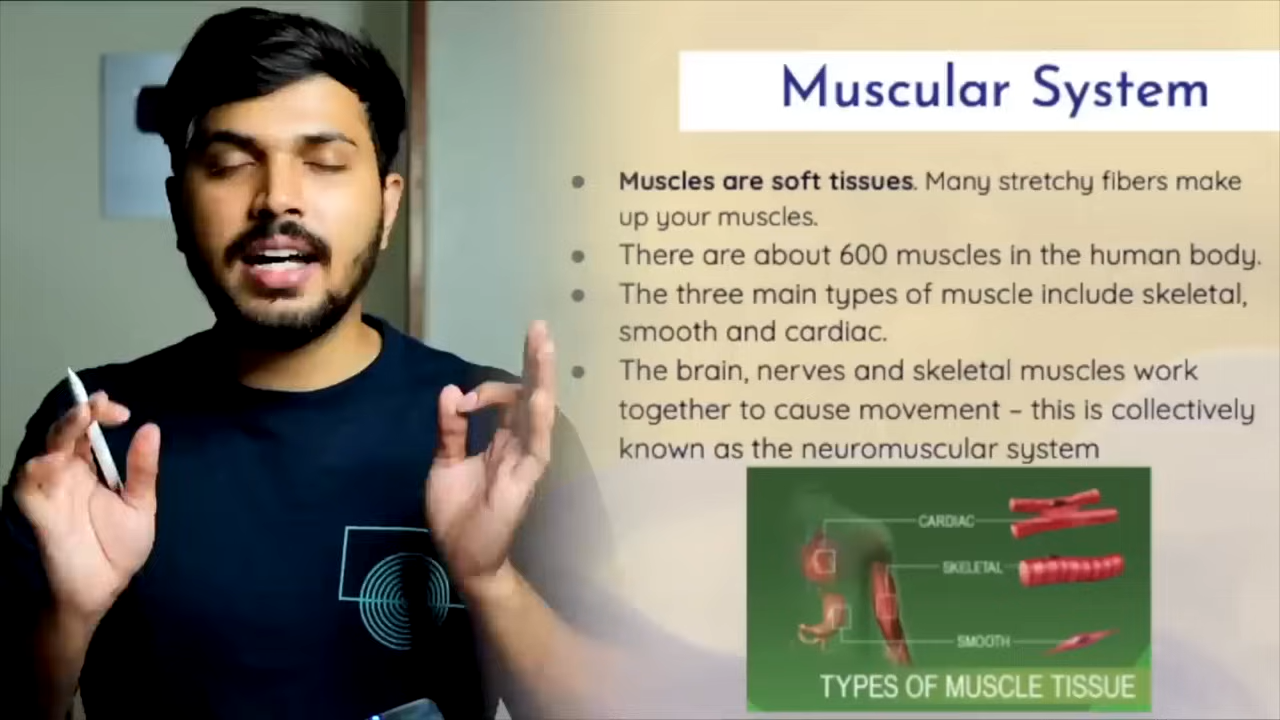 Muscular System
Muscles are soft tissues. Many stretchy fibers make
up your muscles.
There are about 600 muscles in the human body.
The three main types of muscle include skeletal,
smooth and cardiac.
The brain, nerves and skeletal muscles work
together to cause movement – this is collectively
known as the neuromuscular system
CARDIAC
SKELETAL
SMOOTH
TYPES OF MUSCLE TISSUE